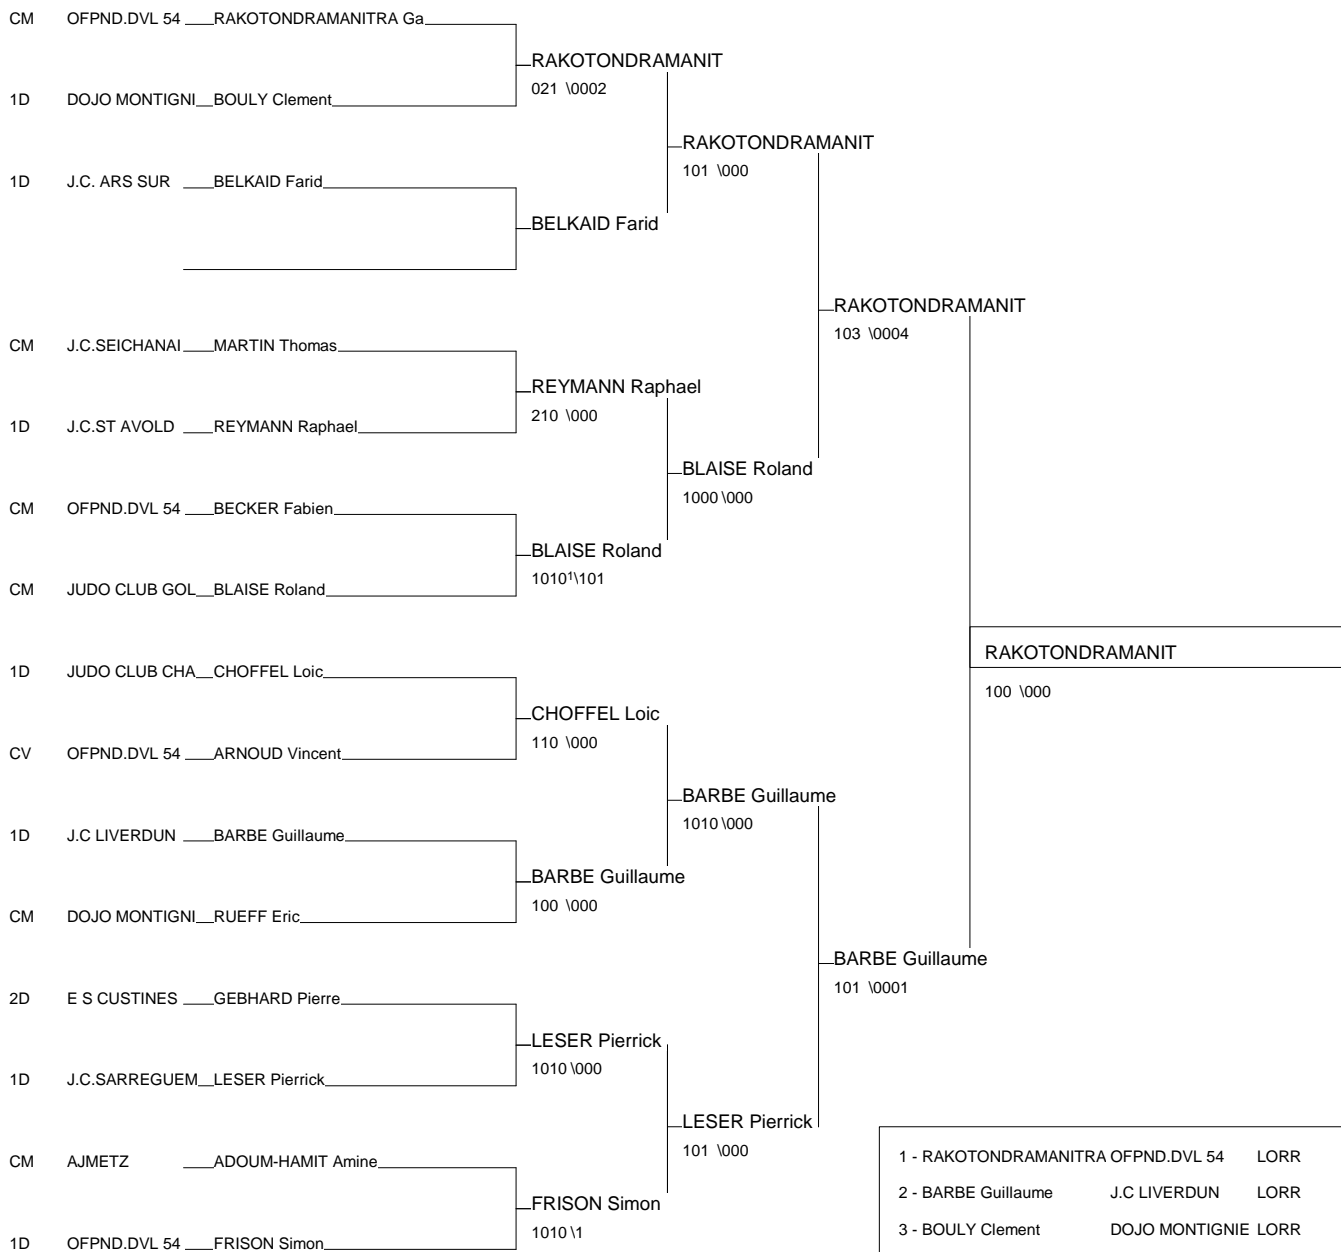 CM OFPND.DVL 54 RAKOTONDRAMANITRA Ga
RAKOTONDRAMANIT
021 \0002
1D DOJO MONTIGNI BOULY Clement
RAKOTONDRAMANIT
101 \000
1D J.C. ARS SUR BELKAID Farid
BELKAID Farid
RAKOTONDRAMANIT
103 \0004
CM J.C.SEICHANAI MARTIN Thomas
REYMANN Raphael
210 \000
1D J.C.ST AVOLD REYMANN Raphael
BLAISE Roland
1000 \000
CM OFPND.DVL 54 BECKER Fabien
BLAISE Roland
1010¹\101
CM JUDO CLUB GOL BLAISE Roland
RAKOTONDRAMANIT
100 \000
1D JUDO CLUB CHA CHOFFEL Loic
CHOFFEL Loic
110 \000
CV OFPND.DVL 54 ARNOUD Vincent
BARBE Guillaume
1010 \000
1D J.C LIVERDUN BARBE Guillaume
BARBE Guillaume
100 \000
CM DOJO MONTIGNI RUEFF Eric
BARBE Guillaume
101 \0001
2D E S CUSTINES GEBHARD Pierre
LESER Pierrick
1010 \000
1D J.C.SARREGUEM LESER Pierrick
LESER Pierrick
101 \000
CM AJMETZ ADOUM-HAMIT Amine
FRISON Simon
1010 \1
1D OFPND.DVL 54 FRISON Simon
1 - RAKOTONDRAMANITRA OFPND.DVL 54 LORR
2 - BARBE Guillaume J.C LIVERDUN LORR
3 - BOULY Clement DOJO MONTIGNIE LORR